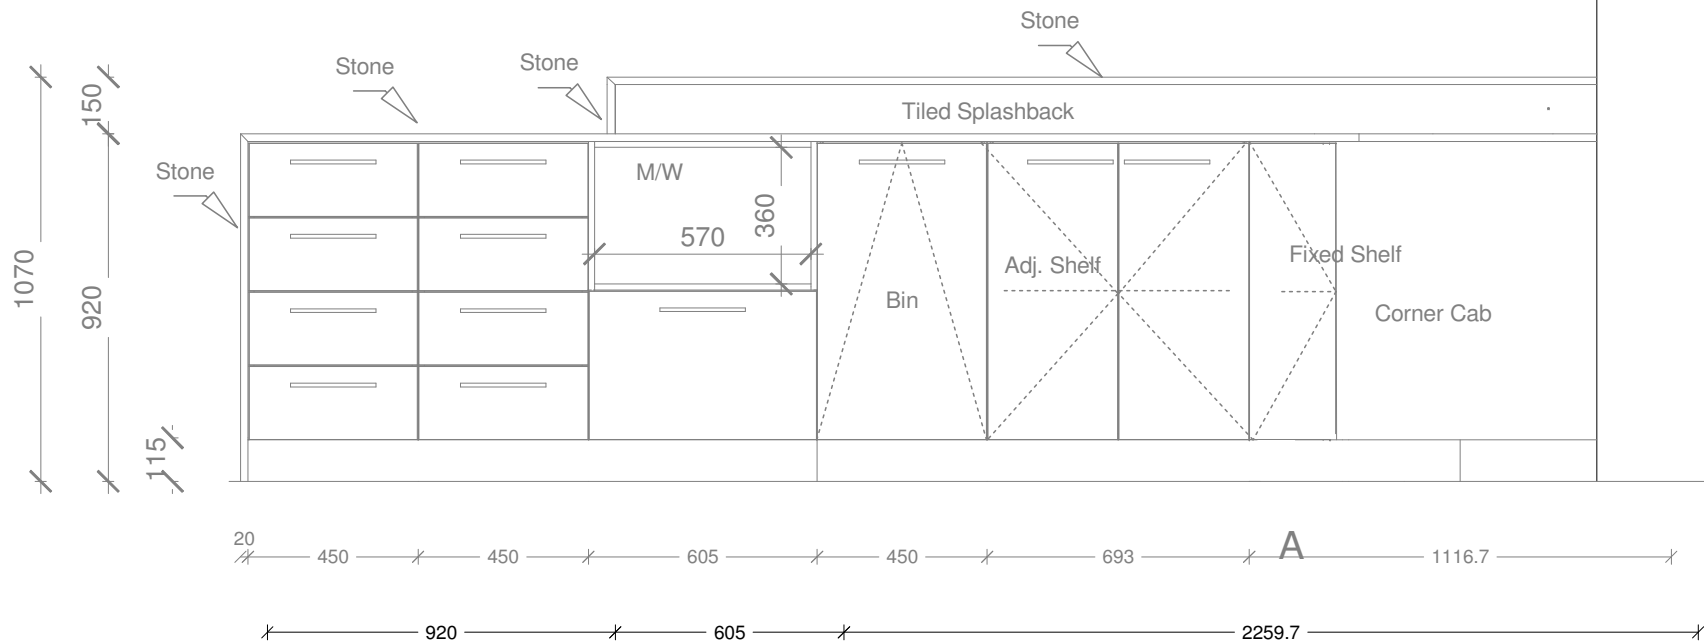 Stone
Stone
Stone
Stone
Tiled Splashback
M/W
570
360
Adj. Shelf
Fixed Shelf
Bin
Corner Cab
1070
150
920
115
20
450
450
605
450
693
A
1116.7
920
605
2259.7